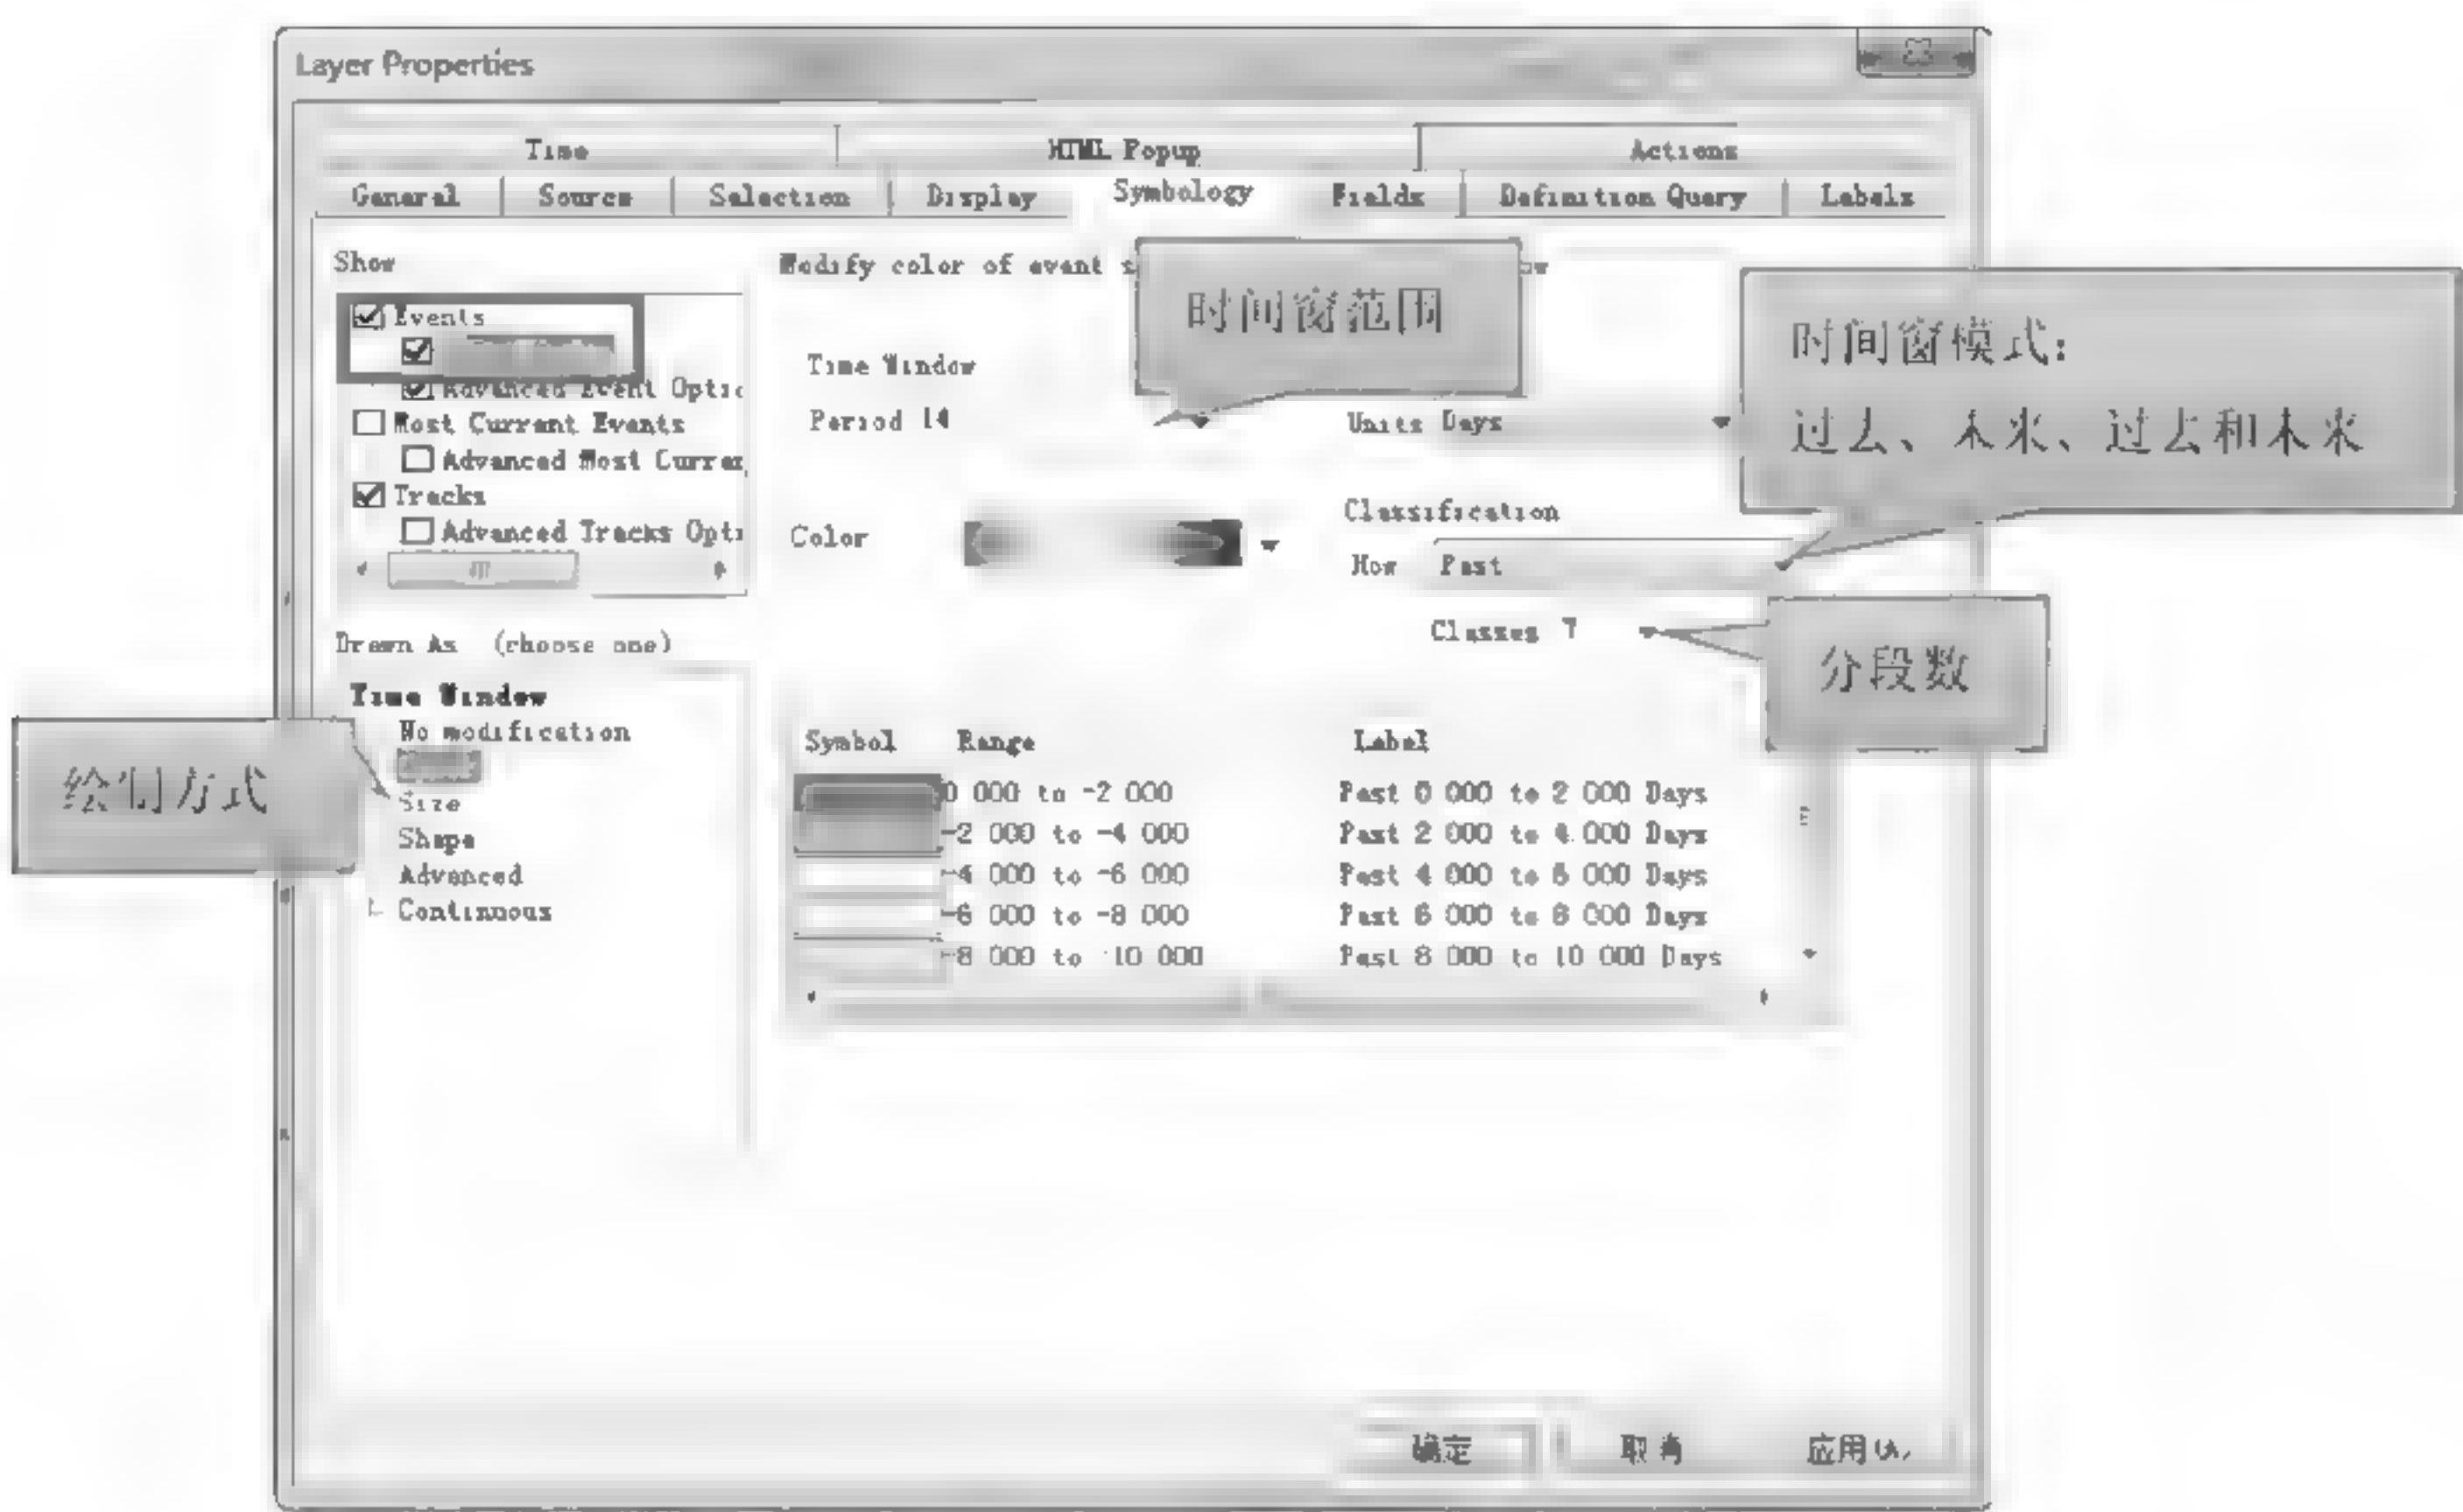 Layer Properties
Time HTML Popup Actions
General Source Selection Display Symbology Fields Definition Query Labels
Show
Modify color of event
时间窗范围
Events
时间窗模式:
过去、未来、过去和未来
Time Window
Advanced Event Optic
Period 14
Units Days
Most Current Events
Advanced Most Curren
Tracks
Advanced Tracks Opti
Color
Classification
How Past
Classes 7
分段数
Drawn As (choose one)
Time Window
No modification
绘制方式
Size
Shape
Advanced
Continuous
Symbol Range Label
0 000 to -2 000 Past 0 000 to 2 000 Days
-2 000 to -4 000 Past 2 000 to 4 000 Days
-4 000 to -6 000 Past 4 000 to 6 000 Days
-6 000 to -8 000 Past 6 000 to 8 000 Days
-8 000 to -10 000 Past 8 000 to 10 000 Days
确定 取消 应用(A)